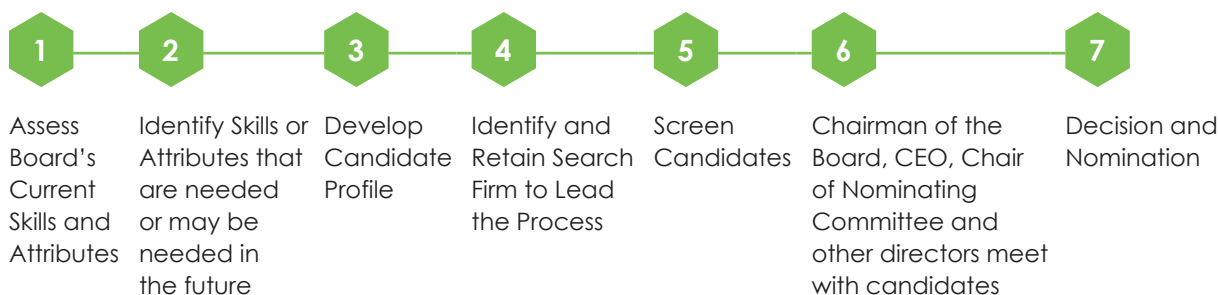 1
2
3
4
5
6
7
Assess
Board's
Current
Skills and
Attributes
Identify Skills or
Attributes that
are needed
or may be
needed in
the future
Develop
Candidate
Profile
Identify and
Retain Search
Firm to Lead
the Process
Screen
Candidates
Chairman of the
Board, CEO, Chair
of Nominating
Committee and
other directors meet
with candidates
Decision and
Nomination